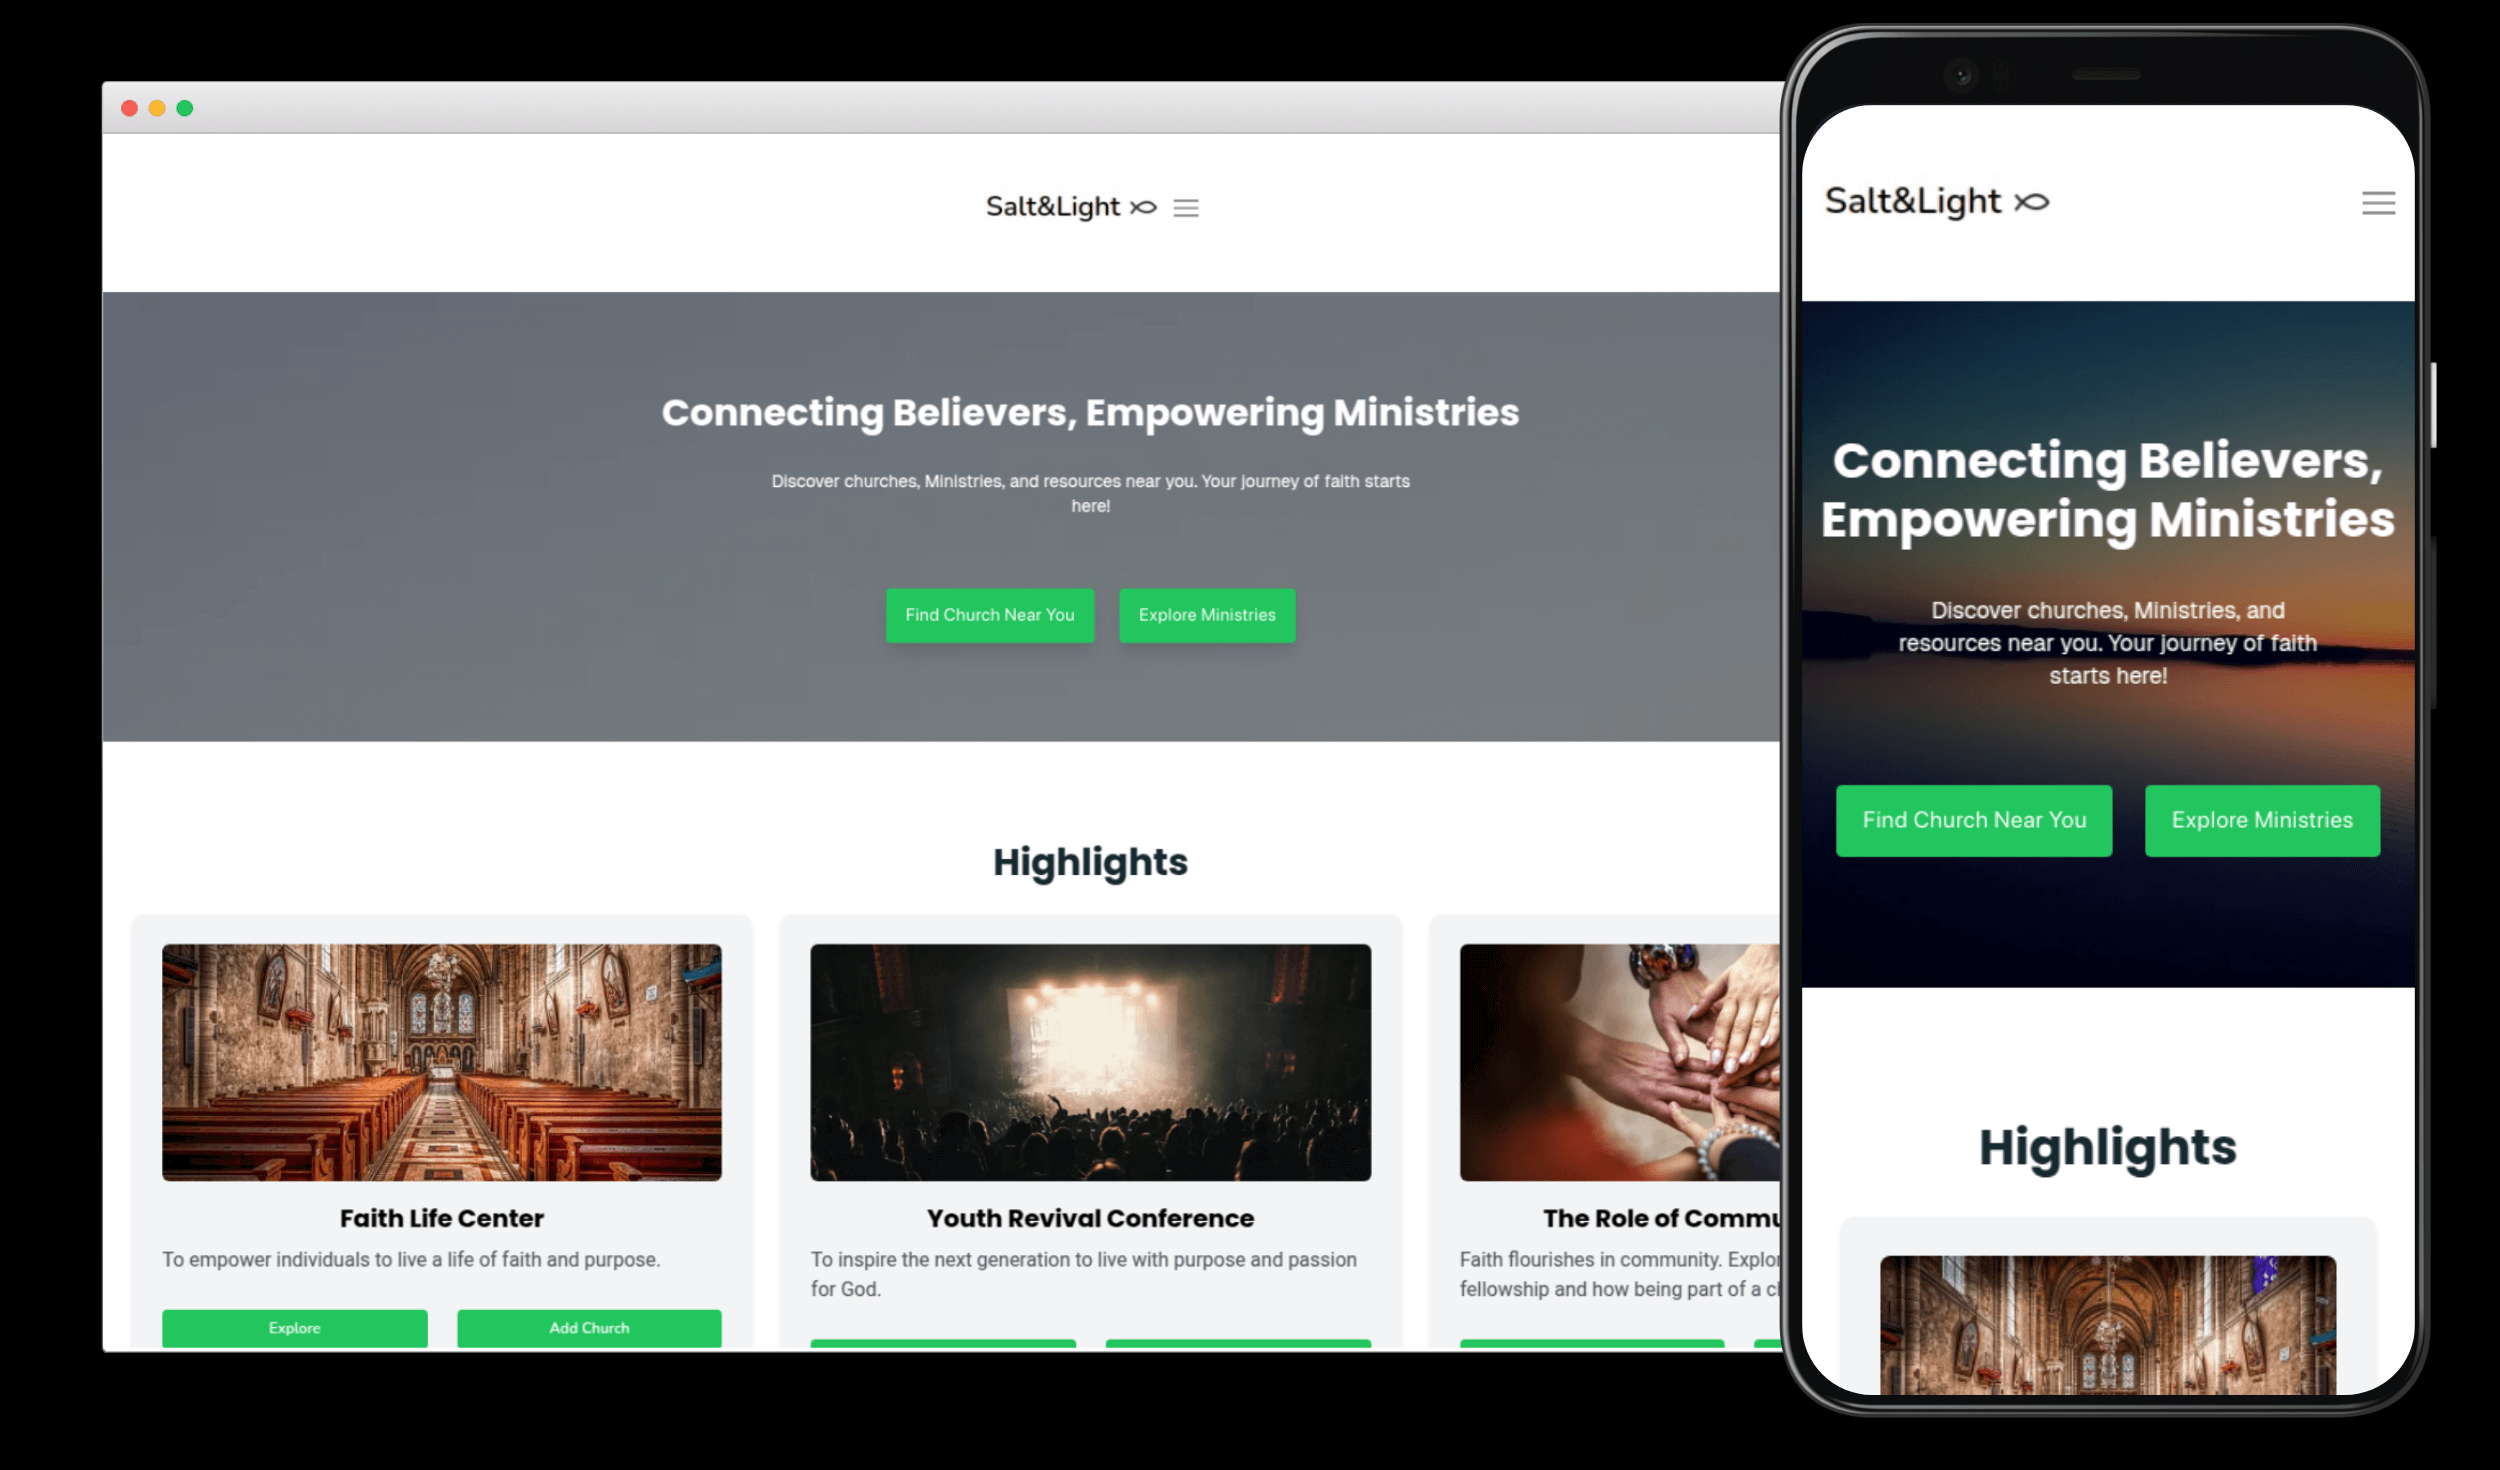 Salt&Light
Connecting Believers, Empowering Ministries
Discover churches, Ministries, and resources near you. Your journey of faith starts
here!
Find Church Near You
Explore Ministries
Highlights
Faith Life Center
To empower individuals to live a life of faith and purpose.
Explore
Add Church
Youth Revival Conference
To inspire the next generation to live with purpose and passion
for God.
The Role of Commu
Faith flourishes in community. Explor
fellowship and how being part of a cl
Salt&Light
Connecting Believers,
Empowering Ministries
Discover churches, Ministries, and
resources near you. Your journey of faith
starts here!
Find Church Near You
Explore Ministries
Highlights